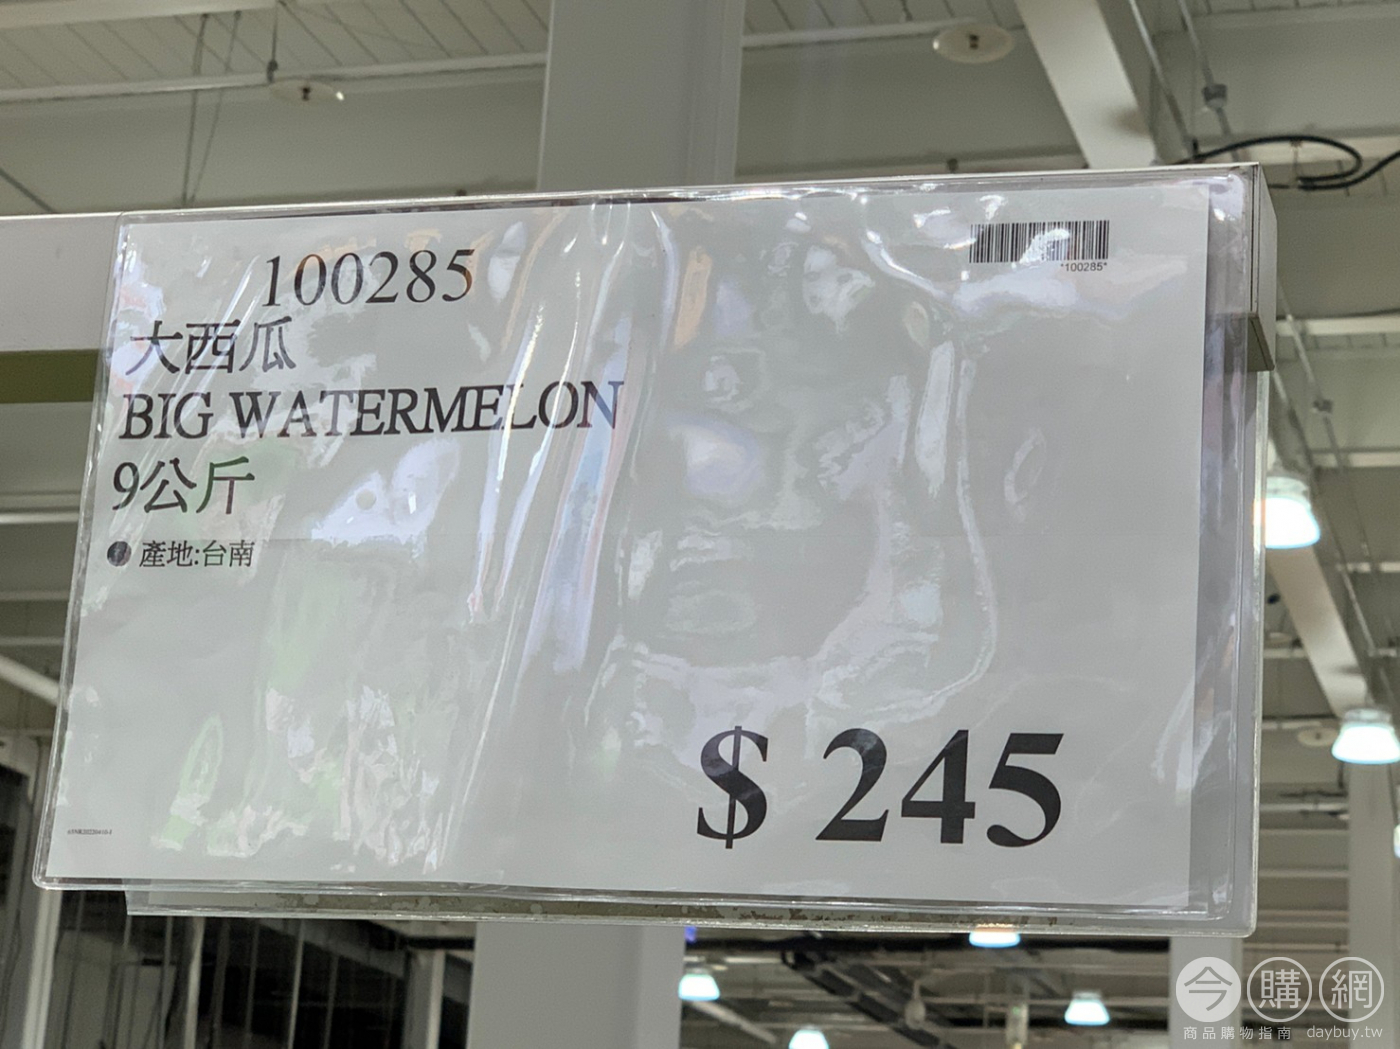 100285
*100285*
大西瓜
BIG WATERMELON
9公斤
● 產地:台南
$ 245
今購網
商品購物指南 daybuy.tw